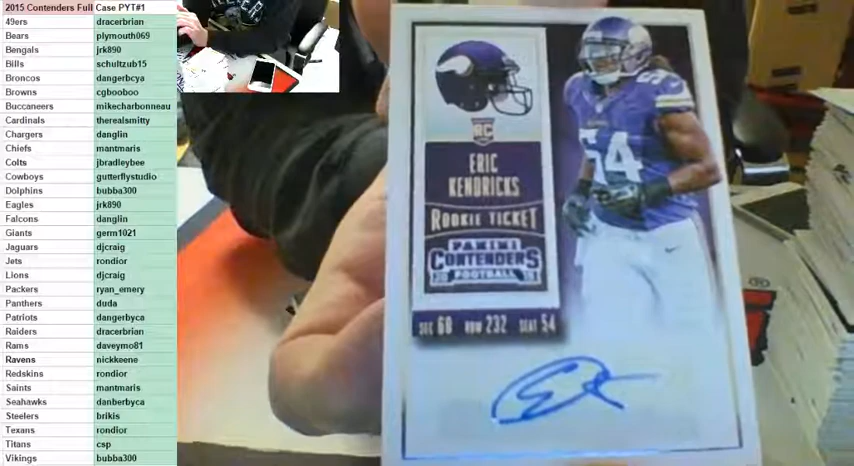 2015 Contenders Full Case PYT#1
49ers dracerbrian
Bears plymouth069
Bengals jrk890
Bills schultzub15
Broncos dangerbcya
Browns cgbooboo
Buccaneers mikecharbonneau
Cardinals therealsmitty
Chargers danglin
Chiefs mantmaris
Colts jbradleybee
Cowboys gutterflystudio
Dolphins bubba300
Eagles jrk890
Falcons danglin
Giants germ1021
Jaguars djcraig
Jets rondior
Lions djcraig
Packers ryan_emery
Panthers duda
Patriots dangerbyca
Raiders dracerbrian
Rams daveymo81
Ravens nickkeene
Redskins rondior
Saints mantmaris
Seahawks danberbyca
Steelers brikis
Texans rondior
Titans csp
Vikings bubba300
RC
ERIC
KENDRICKS
ROOKIE TICKET
PANINI
CONTENDERS
20 FOOTBALL 15
SEC 60 ROW 232 SEAT 54
54